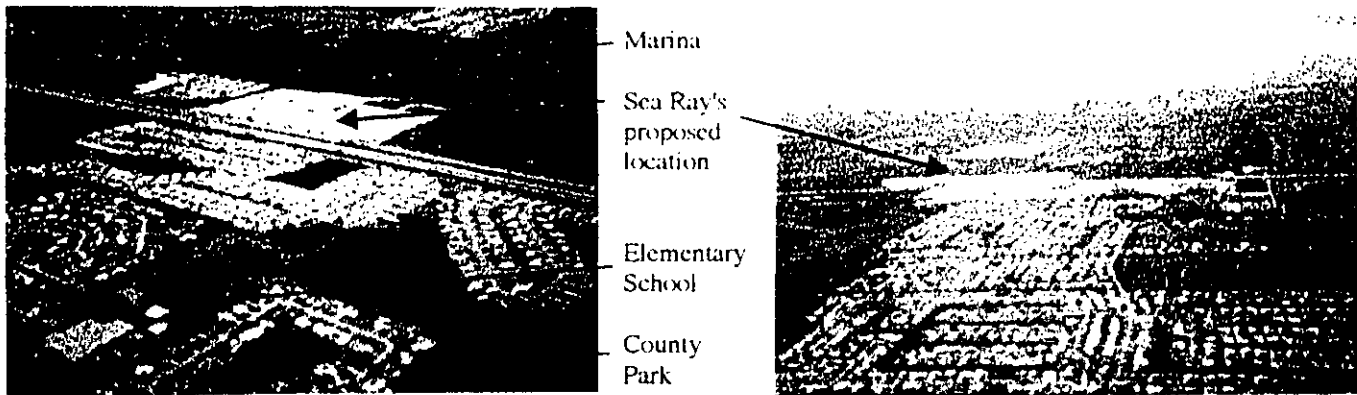 Marina
Sea Ray's
proposed
location
Elementary
School
County
Park